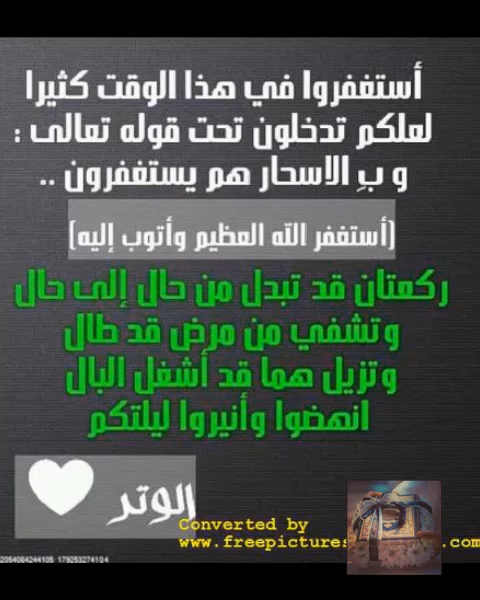 أستغفروا في هذا الوقت كثيرا
لعلكم تدخلون تحت قوله تعالى :
و بِ الاسحار هم يستغفرون ..
(أستغفر الله العظيم وأتوب إليه)
ركعتان قد تبدل من حال إلى حال
وتشفي من مرض قد طال
وتزيل هما قد أشغل البال
انهضوا وأنيروا ليلتكم
الوتر
Converted by
www.freepictures .com
2054084244105 179253274104